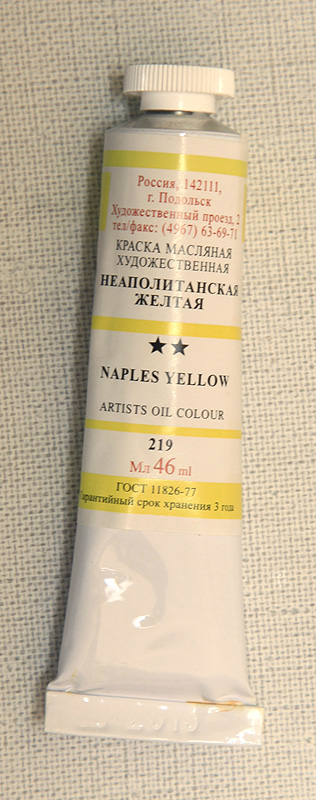 Россия, 142111,
г. Подольск
Художественный проезд, 2
тел/факс: (4967) 63-69-71
КРАСКА МАСЛЯНАЯ
ХУДОЖЕСТВЕННАЯ
НЕАПОЛИТАНСКАЯ
ЖЕЛТАЯ
★★
NAPLES YELLOW
ARTISTS OIL COLOUR
219
Мл 46 ml
ГОСТ 11826-77
арантийный срок хранения 3 года